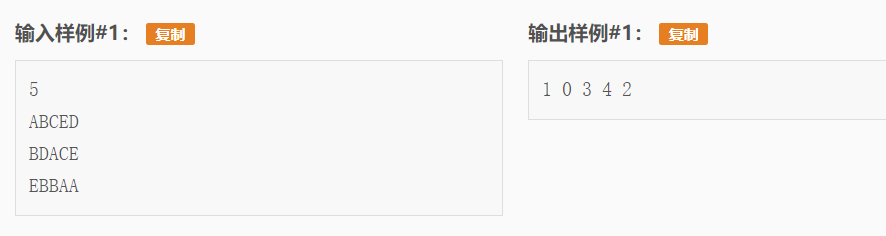 输入样例#1： 复制
5
ABCED
BDACE
EBBAA
输出样例#1： 复制
1 0 3 4 2